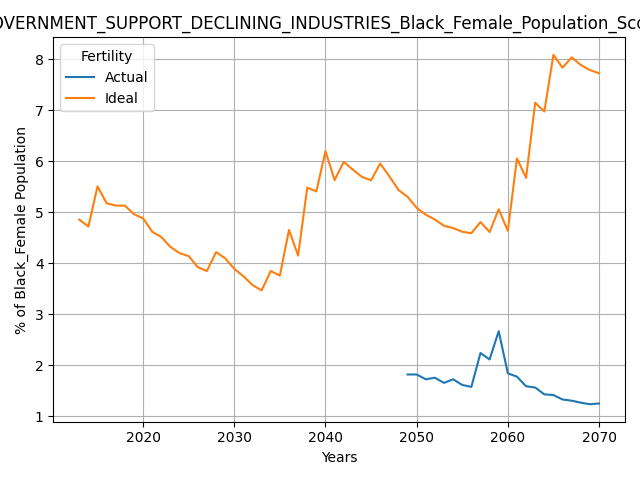 OVERNMENT_SUPPORT_DECLINING_INDUSTRIES_Black_Female_Population_Sco
Fertility
Actual
Ideal
% of Black_Female Population
8
7
6
5
4
3
2
1
2020 2030 2040 2050 2060 2070
Years